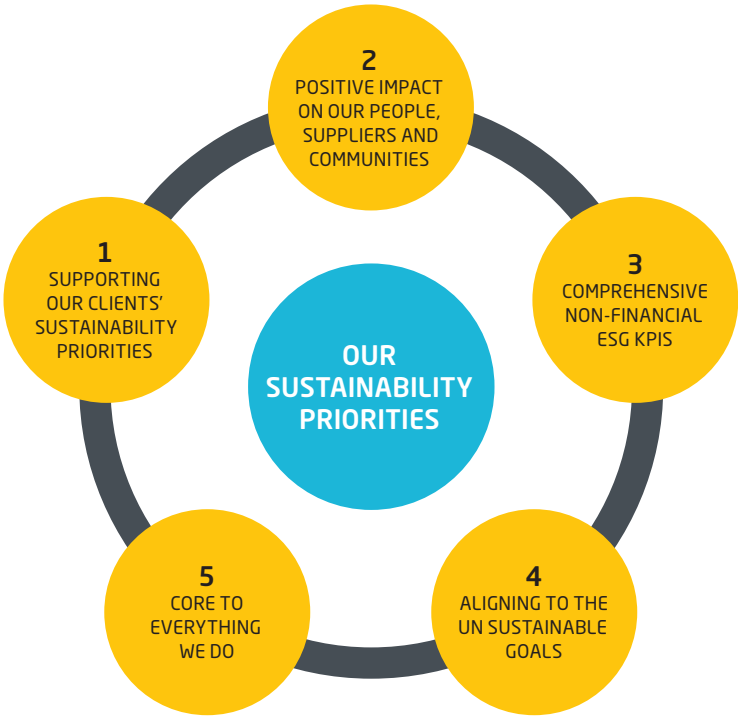 2
POSITIVE IMPACT
ON OUR PEOPLE,
SUPPLIERS AND
COMMUNITIES
1
SUPPORTING
OUR CLIENTS’
SUSTAINABILITY
PRIORITIES
3
COMPREHENSIVE
NON-FINANCIAL
ESG KPIS
OUR
SUSTAINABILITY
PRIORITIES
5
CORE TO
EVERYTHING
WE DO
4
ALIGNING TO THE
UN SUSTAINABLE
GOALS